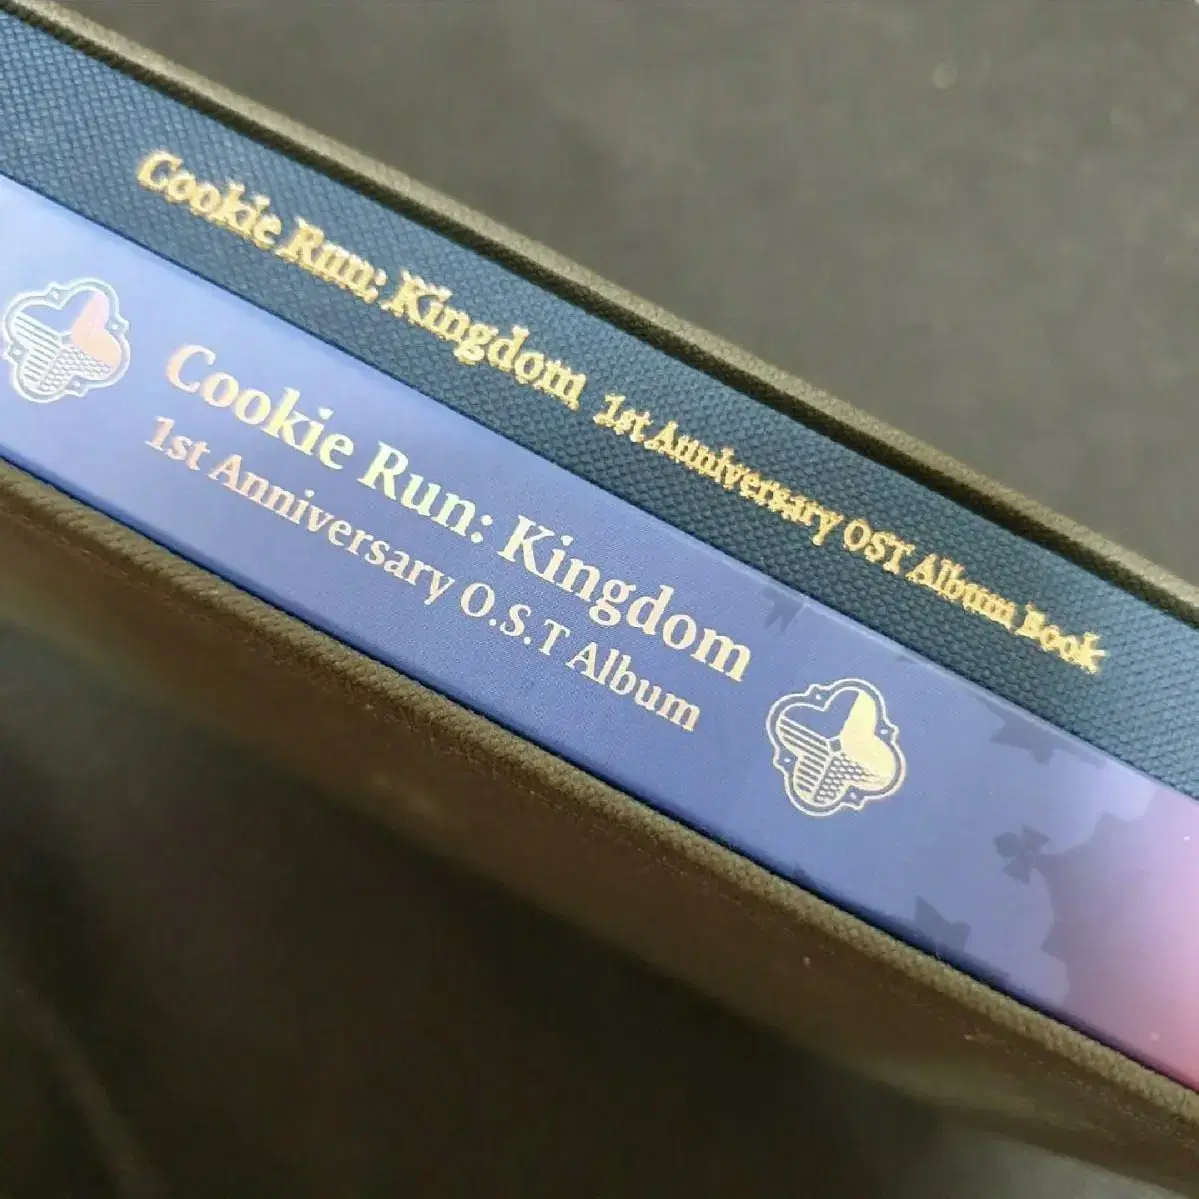 Cookie Run: Kingdom 1st Anniversary OST Album Book
Cookie Run: Kingdom
1st Anniversary O.S.T Album